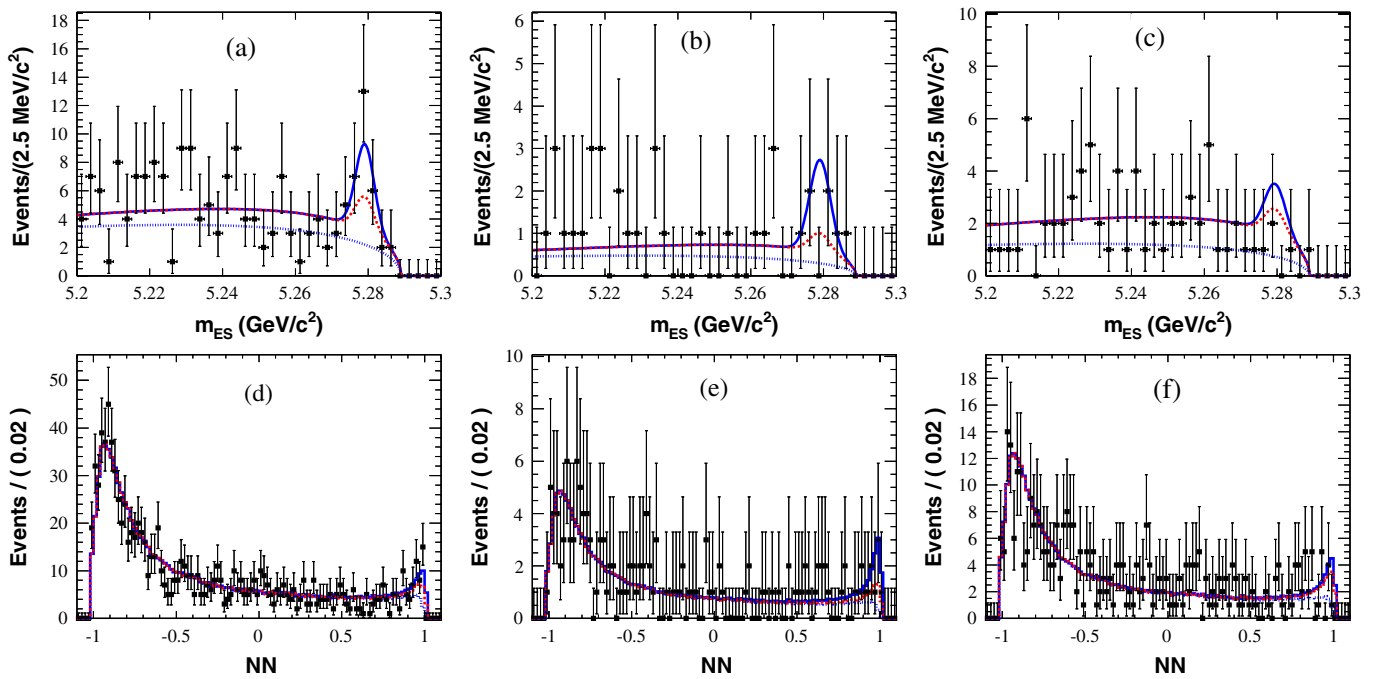 (a)
Events/(2.5 MeV/c²)
18
16
14
12
10
8
6
4
2
0
5.2 5.22 5.24 5.26 5.28 5.3
m_ES (GeV/c²)
(b)
Events/(2.5 MeV/c²)
6
5
4
3
2
1
0
5.2 5.22 5.24 5.26 5.28 5.3
m_ES (GeV/c²)
(c)
Events/(2.5 MeV/c²)
10
8
6
4
2
0
5.2 5.22 5.24 5.26 5.28 5.3
m_ES (GeV/c²)
(d)
Events / ( 0.02 )
50
40
30
20
10
0
-1 -0.5 0 0.5 1
NN
(e)
Events / ( 0.02 )
10
8
6
4
2
0
-1 -0.5 0 0.5 1
NN
(f)
Events / ( 0.02 )
18
16
14
12
10
8
6
4
2
0
-1 -0.5 0 0.5 1
NN